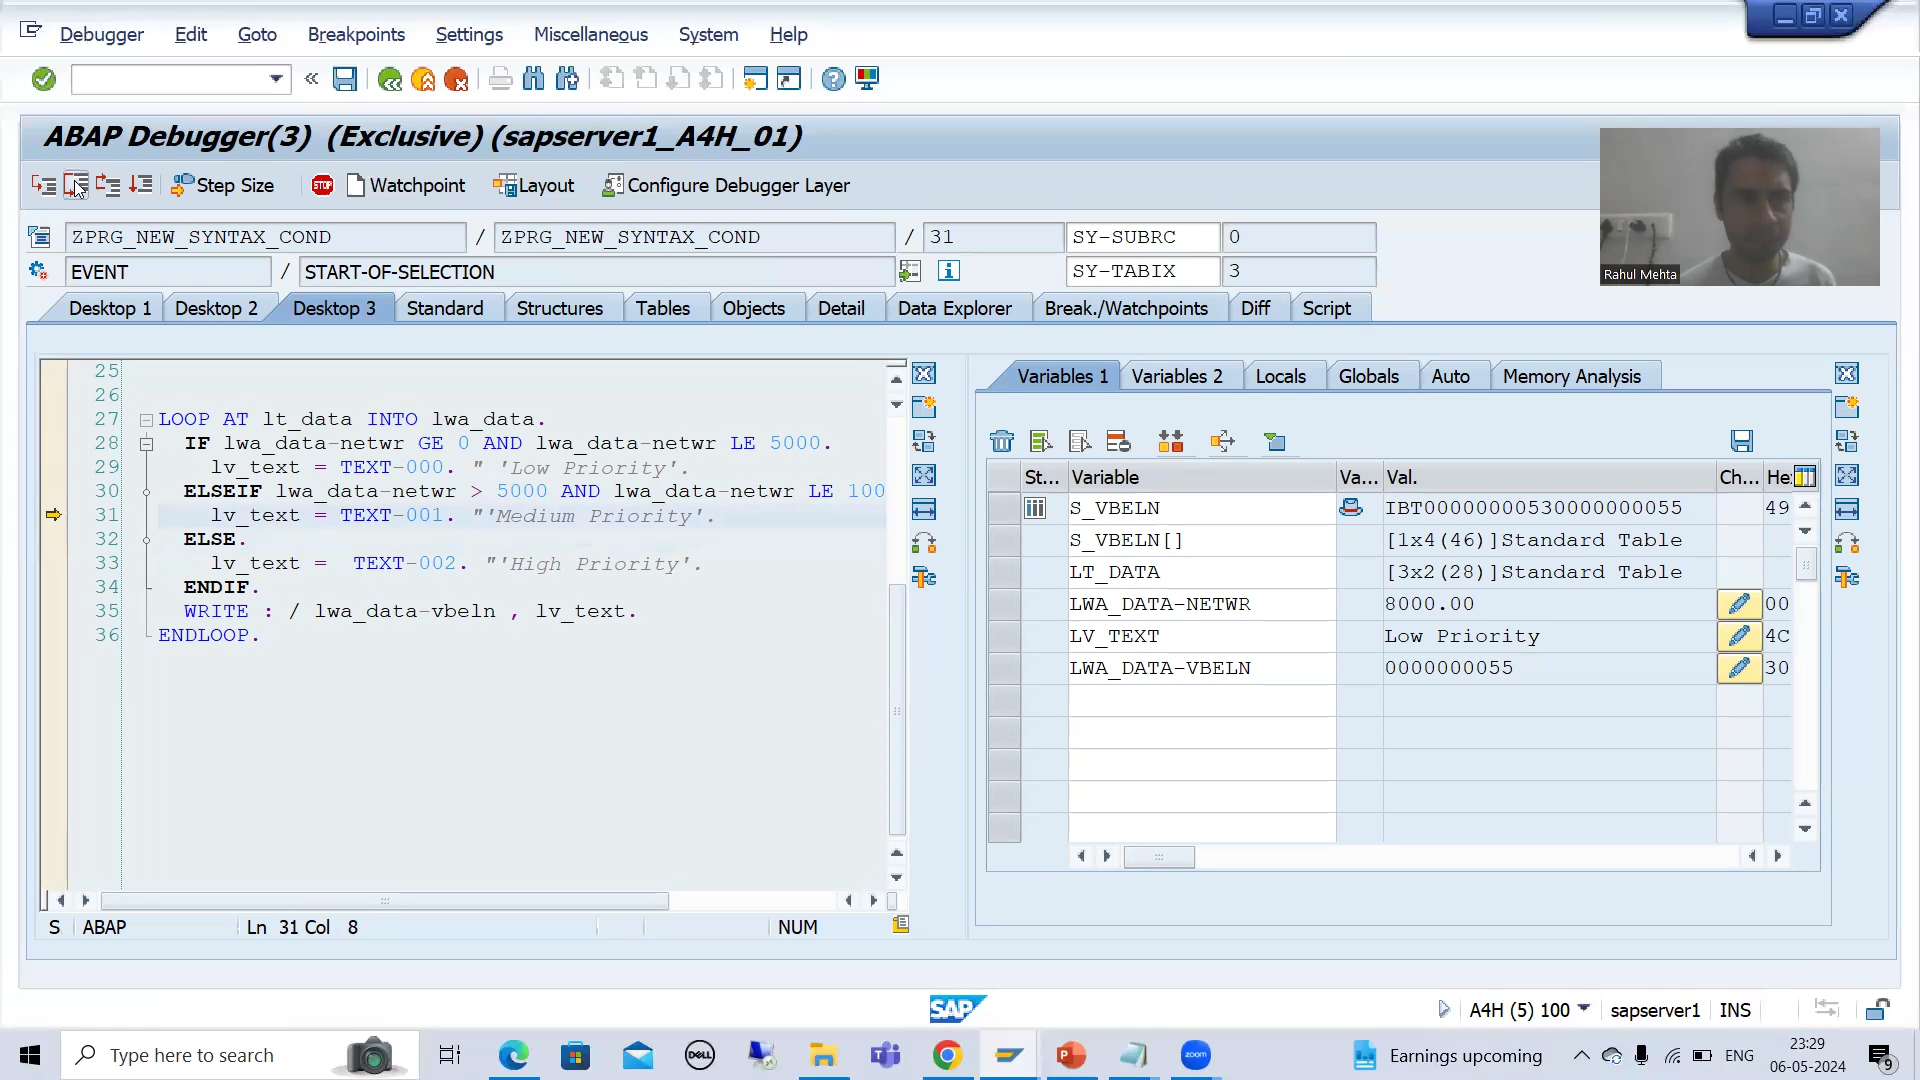 Debugger Edit Goto Breakpoints Settings Miscellaneous System Help
ABAP Debugger(3) (Exclusive) (sapserver1_A4H_01)
Step Size STOP Watchpoint Layout Configure Debugger Layer
ZPRG_NEW_SYNTAX_COND / ZPRG_NEW_SYNTAX_COND / 31 SY-SUBRC 0
EVENT / START-OF-SELECTION SY-TABIX 3
Rahul Mehta
Desktop 1 Desktop 2 Desktop 3 Standard Structures Tables Objects Detail Data Explorer Break./Watchpoints Diff Script
25
26
27 LOOP AT lt_data INTO lwa_data.
28 IF lwa_data-netwr GE 0 AND lwa_data-netwr LE 5000.
29 lv_text = TEXT-000. " 'Low Priority'.
30 ELSEIF lwa_data-netwr > 5000 AND lwa_data-netwr LE 100
31 lv_text = TEXT-001. "'Medium Priority'.
32 ELSE.
33 lv_text =  TEXT-002. "'High Priority'.
34 ENDIF.
35 WRITE : / lwa_data-vbeln , lv_text.
36 ENDLOOP.
S ABAP Ln 31 Col 8 NUM
Variables 1 Variables 2 Locals Globals Auto Memory Analysis
St... Variable Va... Val. Ch... He
S_VBELN IBT00000000530000000055 49
S_VBELN[] [1x4(46)]Standard Table
LT_DATA [3x2(28)]Standard Table
LWA_DATA-NETWR 8000.00 00
LV_TEXT Low Priority 4C
LWA_DATA-VBELN 0000000055 30
SAP A4H (5) 100 sapserver1 INS
Type here to search DELL zoom Earnings upcoming ENG 23:29
06-05-2024 9